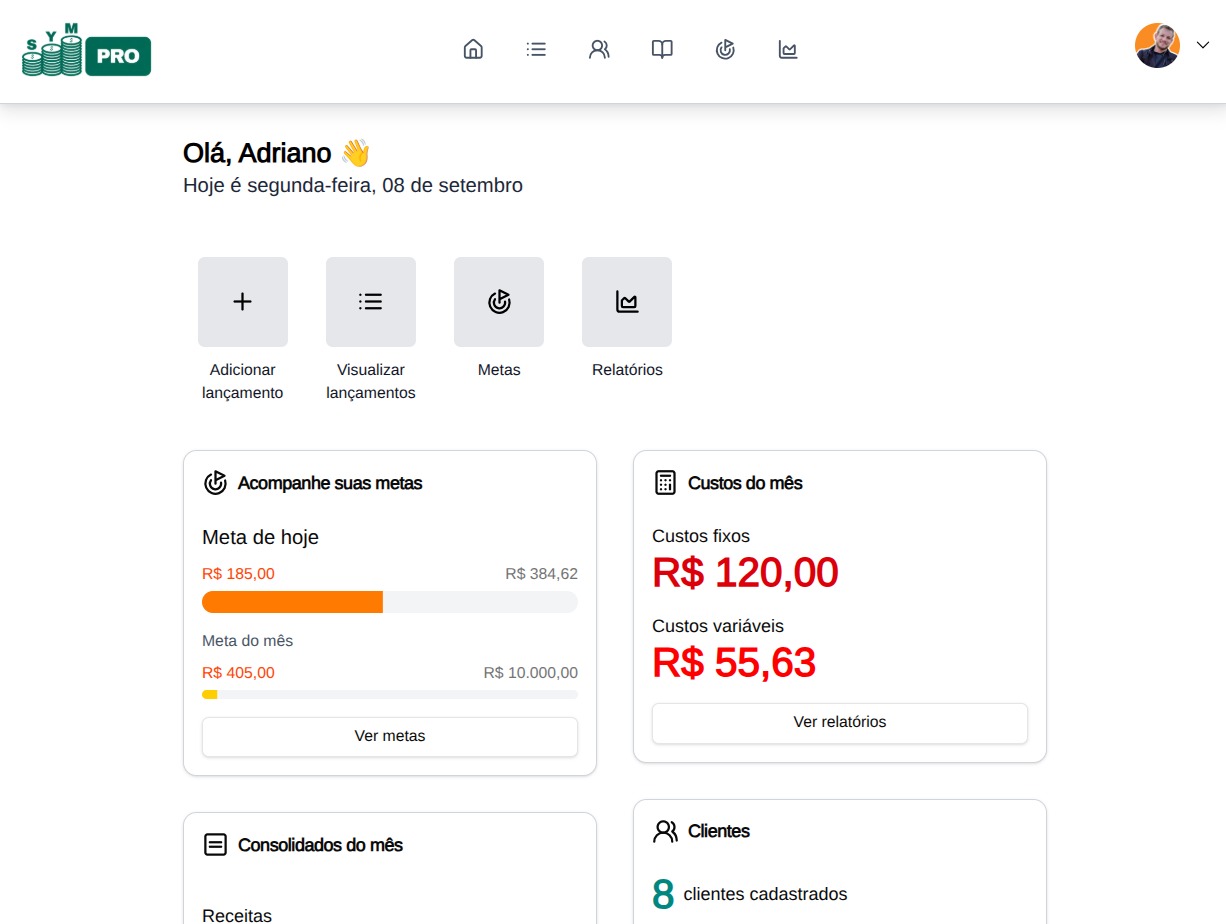 S Y M
PRO
Olá, Adriano 👋
Hoje é segunda-feira, 08 de setembro
Adicionar lançamento
Visualizar lançamentos
Metas
Relatórios
Acompanhe suas metas
Meta de hoje
R$ 185,00 R$ 384,62
Meta do mês
R$ 405,00 R$ 10.000,00
Ver metas
Custos do mês
Custos fixos
R$ 120,00
Custos variáveis
R$ 55,63
Ver relatórios
Consolidados do mês
Receitas
Clientes
8 clientes cadastrados